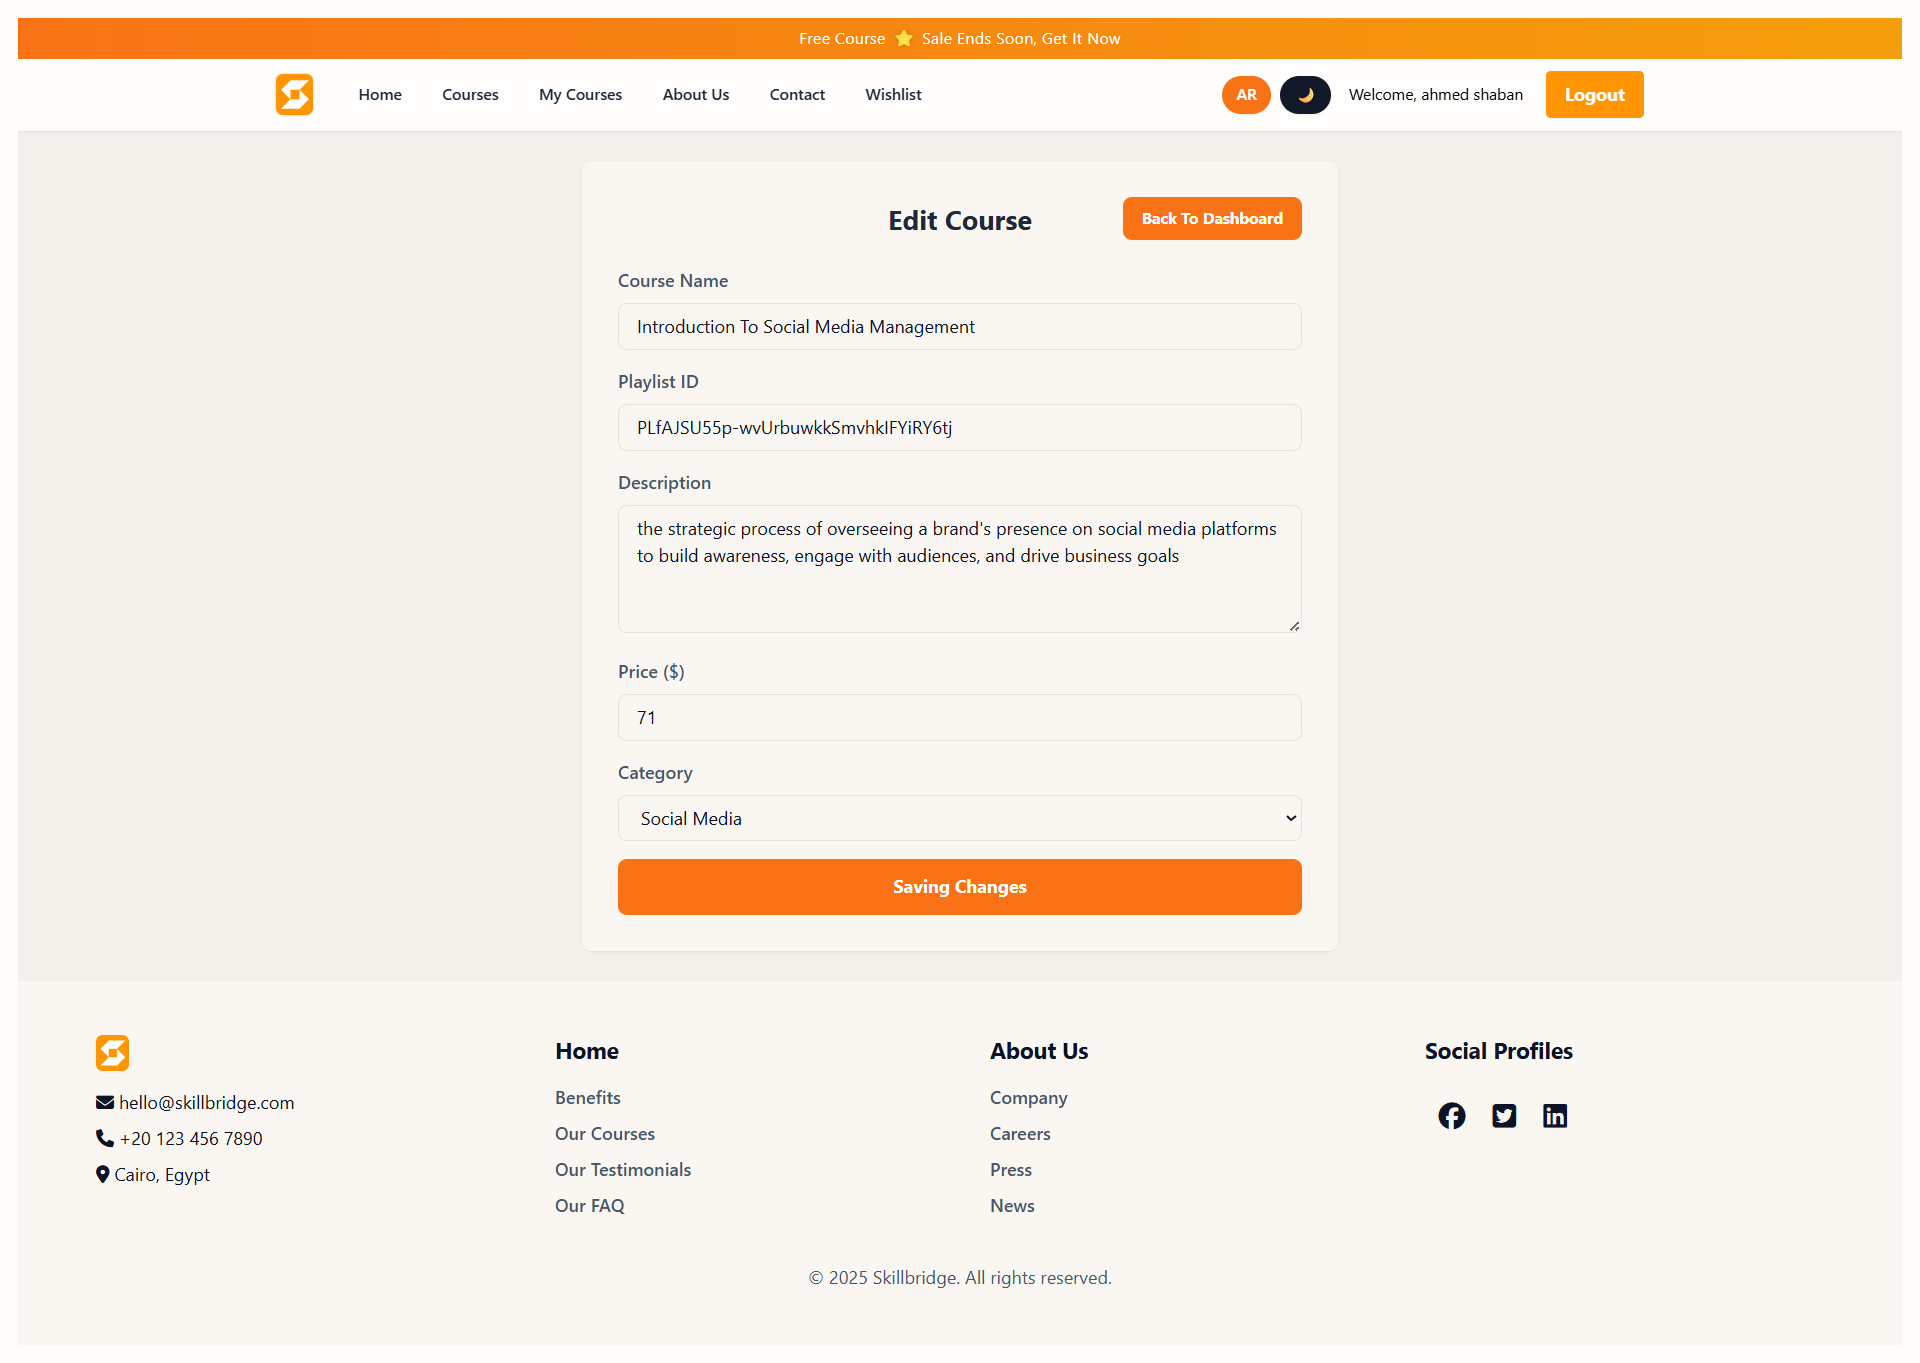 Free Course ⭐ Sale Ends Soon, Get It Now
Home
Courses
My Courses
About Us
Contact
Wishlist
AR
Welcome, ahmed shaban
Logout
Edit Course
Back To Dashboard
Course Name
Introduction To Social Media Management
Playlist ID
PLfAJSU55p-wvUrbuwkkSmvhkIFYiRY6tj
Description
the strategic process of overseeing a brand's presence on social media platforms
to build awareness, engage with audiences, and drive business goals
Price ($)
71
Category
Social Media
Saving Changes
hello@skillbridge.com
+20 123 456 7890
Cairo, Egypt
Home
Benefits
Our Courses
Our Testimonials
Our FAQ
About Us
Company
Careers
Press
News
Social Profiles
© 2025 Skillbridge. All rights reserved.